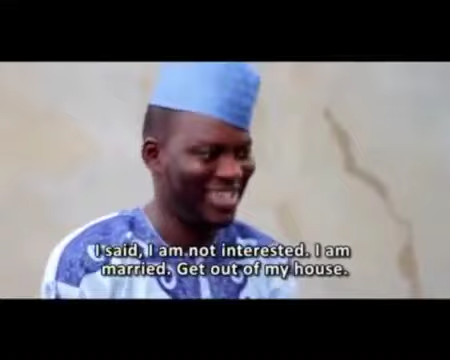 I said, I am not interested. I am
married. Get out of my house.